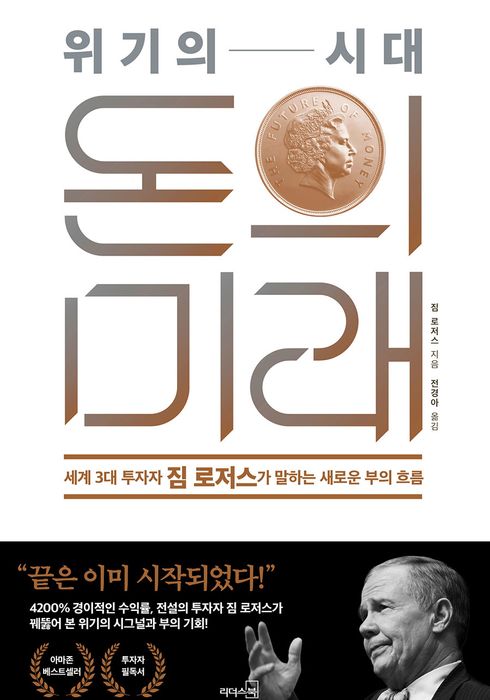 위기의 시대
돈의
THE FUTURE OF MONEY
미래
짐 로저스 지음
전경아 옮김
세계 3대 투자자 짐 로저스가 말하는 새로운 부의 흐름
“끝은 이미 시작되었다!”
4200% 경이적인 수익률, 전설의 투자자 짐 로저스가
꿰뚫어 본 위기의 시그널과 부의 기회!
아마존
베스트셀러
투자자
필독서
리더스북